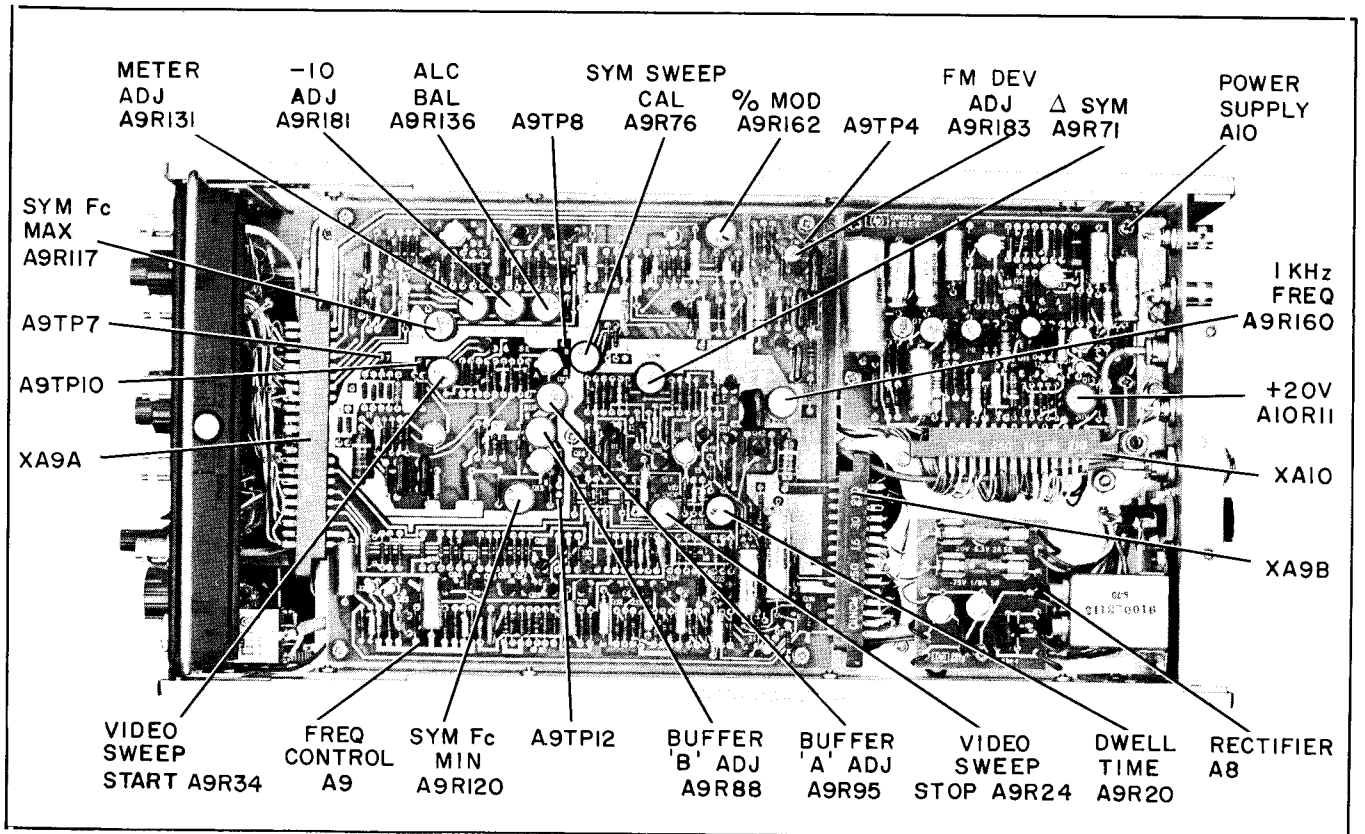 METER
ADJ
A9R131
-10
ADJ
A9R181
ALC
BAL
A9R136
A9TP8
SYM SWEEP
CAL
A9R76
% MOD
A9R162
A9TP4
FM DEV
ADJ
A9R183
Δ SYM
A9R71
POWER
SUPPLY
A10
SYM Fc
MAX
A9R117
A9TP7
A9TP10
XA9A
1 KHz
FREQ
A9R160
+20V
A10R11
XA10
XA9B
VIDEO
SWEEP
START A9R34
FREQ
CONTROL
A9
SYM Fc
MIN
A9R120
A9TP12
BUFFER
'B' ADJ
A9R88
BUFFER
'A' ADJ
A9R95
VIDEO
SWEEP
STOP A9R24
DWELL
TIME
A9R20
RECTIFIER
A8